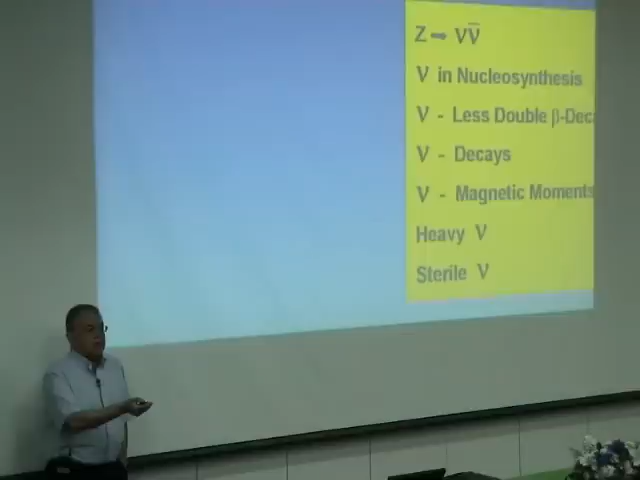 Z → νν̄
ν in Nucleosynthesis
ν - Less Double β-Dec
ν - Decays
ν - Magnetic Moments
Heavy ν
Sterile ν